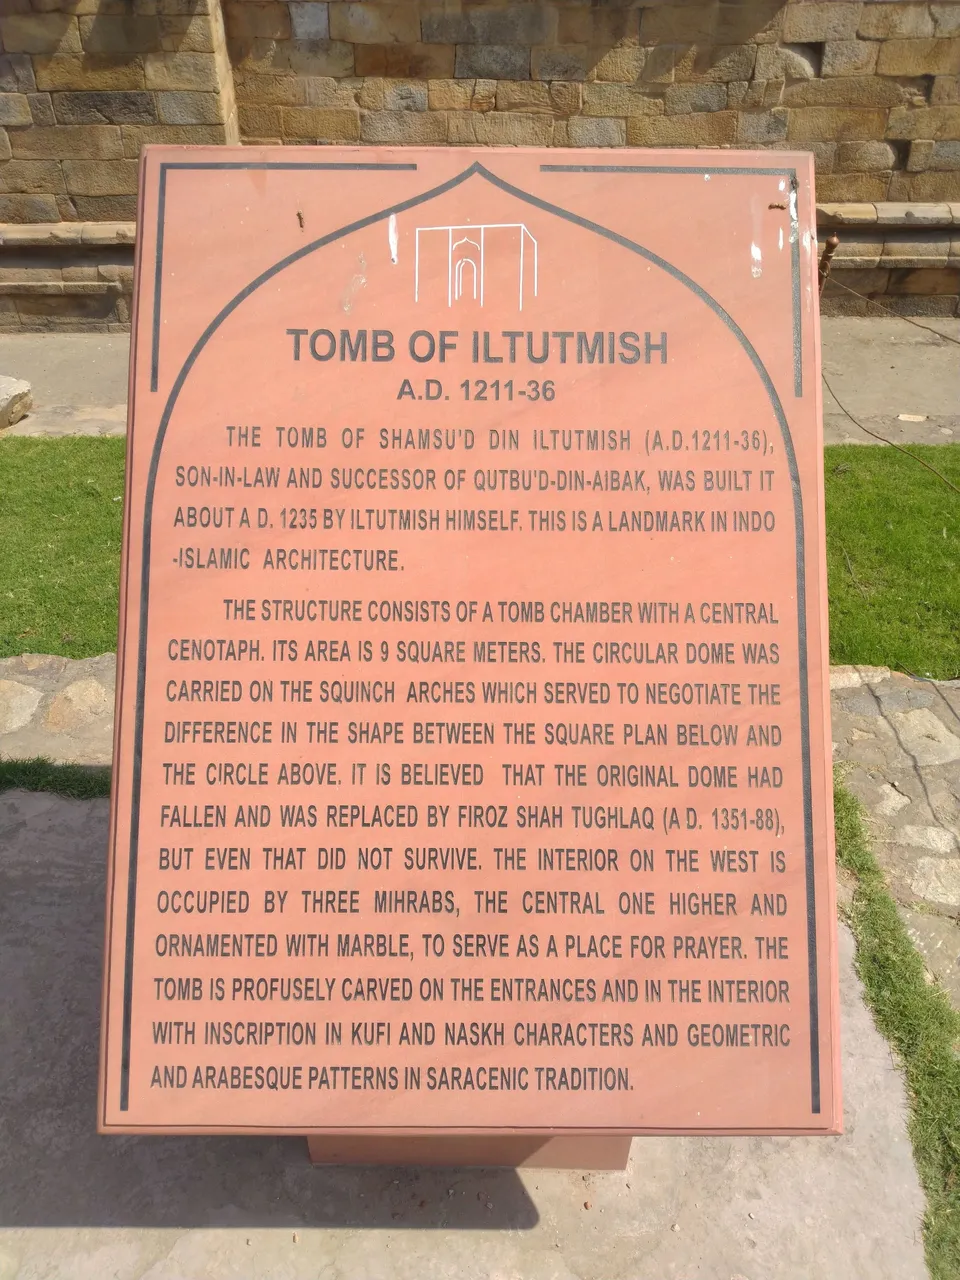 TOMB OF ILTUTMISH
A.D. 1211-36
THE TOMB OF SHAMSU'D DIN ILTUTMISH (A.D.1211-36),
SON-IN-LAW AND SUCCESSOR OF QUTBU'D-DIN-AIBAK, WAS BUILT IT
ABOUT A D. 1235 BY ILTUTMISH HIMSELF. THIS IS A LANDMARK IN INDO
-ISLAMIC ARCHITECTURE.
THE STRUCTURE CONSISTS OF A TOMB CHAMBER WITH A CENTRAL
CENOTAPH. ITS AREA IS 9 SQUARE METERS. THE CIRCULAR DOME WAS
CARRIED ON THE SQUINCH ARCHES WHICH SERVED TO NEGOTIATE THE
DIFFERENCE IN THE SHAPE BETWEEN THE SQUARE PLAN BELOW AND
THE CIRCLE ABOVE. IT IS BELIEVED THAT THE ORIGINAL DOME HAD
FALLEN AND WAS REPLACED BY FIROZ SHAH TUGHLAQ (A D. 1351-88),
BUT EVEN THAT DID NOT SURVIVE. THE INTERIOR ON THE WEST IS
OCCUPIED BY THREE MIHRABS, THE CENTRAL ONE HIGHER AND
ORNAMENTED WITH MARBLE, TO SERVE AS A PLACE FOR PRAYER. THE
TOMB IS PROFUSELY CARVED ON THE ENTRANCES AND IN THE INTERIOR
WITH INSCRIPTION IN KUFI AND NASKH CHARACTERS AND GEOMETRIC
AND ARABESQUE PATTERNS IN SARACENIC TRADITION.